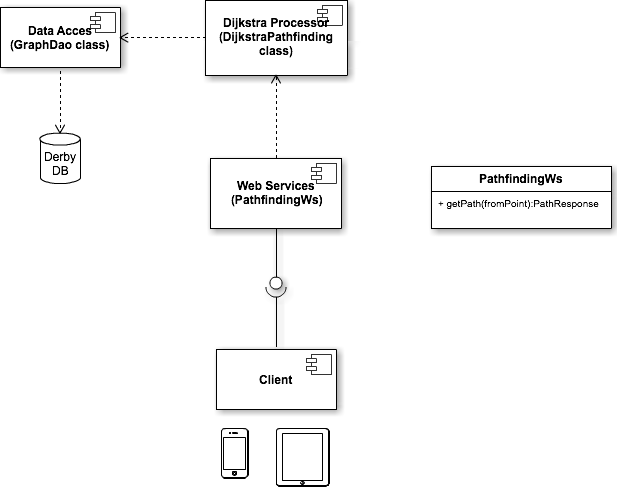 Data Acces
(GraphDao class)
Dijkstra Processor
(DijkstraPathfinding
class)
Derby
DB
Web Services
(PathfindingWs)
PathfindingWs
+ getPath(fromPoint):PathResponse
Client